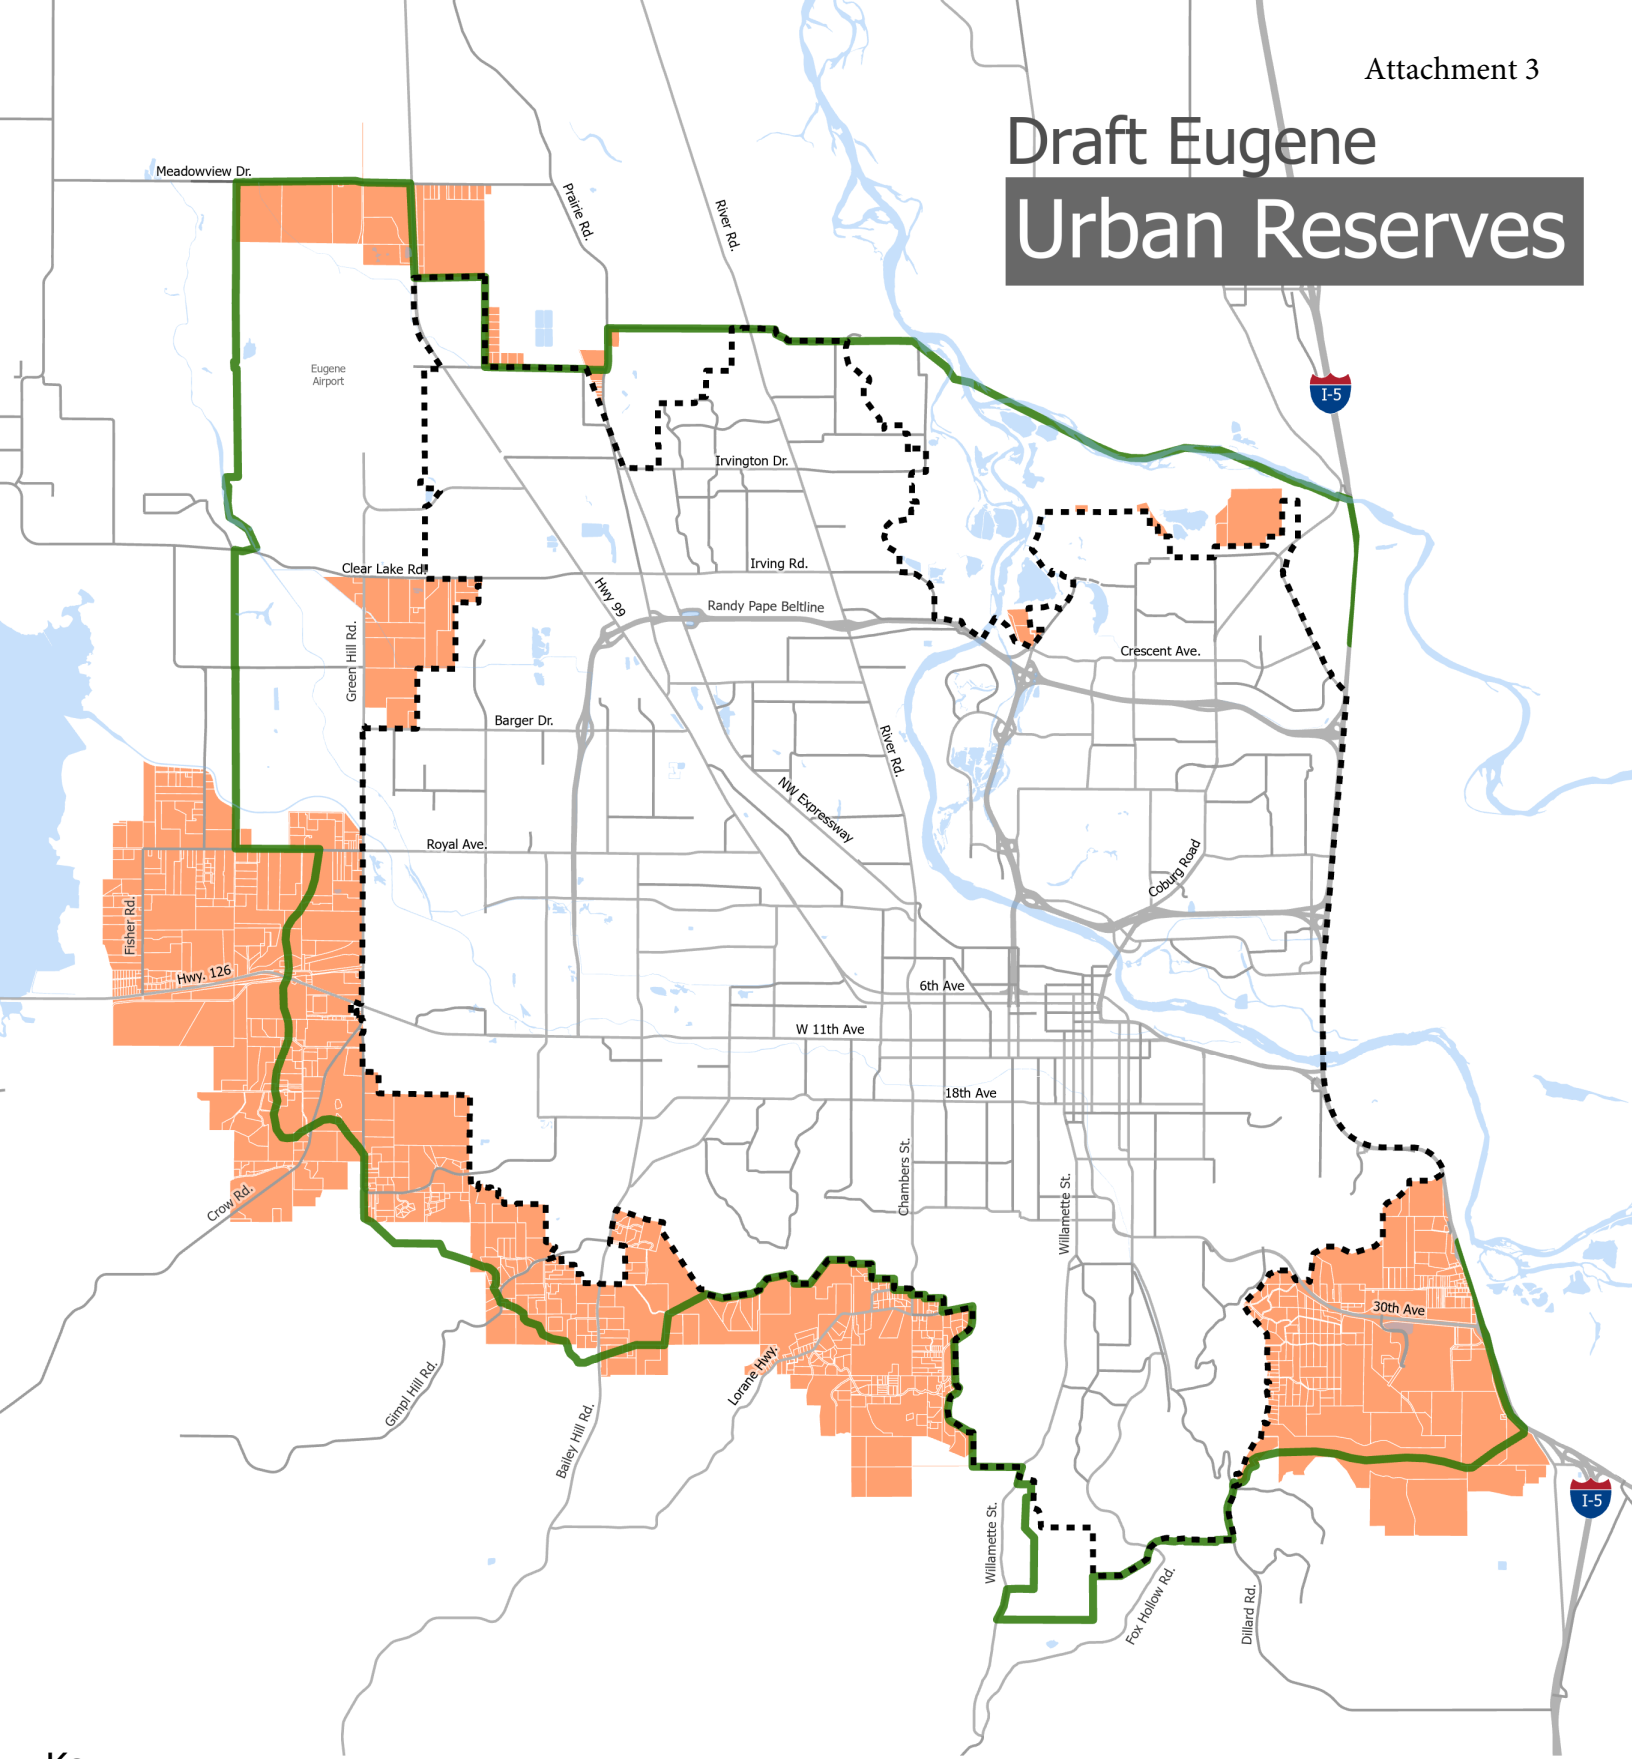 Attachment 3
Draft Eugene
Urban Reserves
Meadowview Dr.
Prairie Rd.
River Rd.
Eugene
Airport
I-5
Irvington Dr.
Clear Lake Rd.
Irving Rd.
Hwy 99
Randy Pape Beltline
Green Hill Rd.
Crescent Ave.
Barger Dr.
River Rd.
NW Expressway
Royal Ave.
Coburg Road
Fisher Rd.
Hwy. 126
6th Ave
W 11th Ave
18th Ave
Chambers St.
Willamette St.
Crow Rd.
30th Ave
Gimpl Hill Rd.
Lorane Hwy.
Bailey Hill Rd.
I-5
Willamette St.
Fox Hollow Rd.
Dillard Rd.